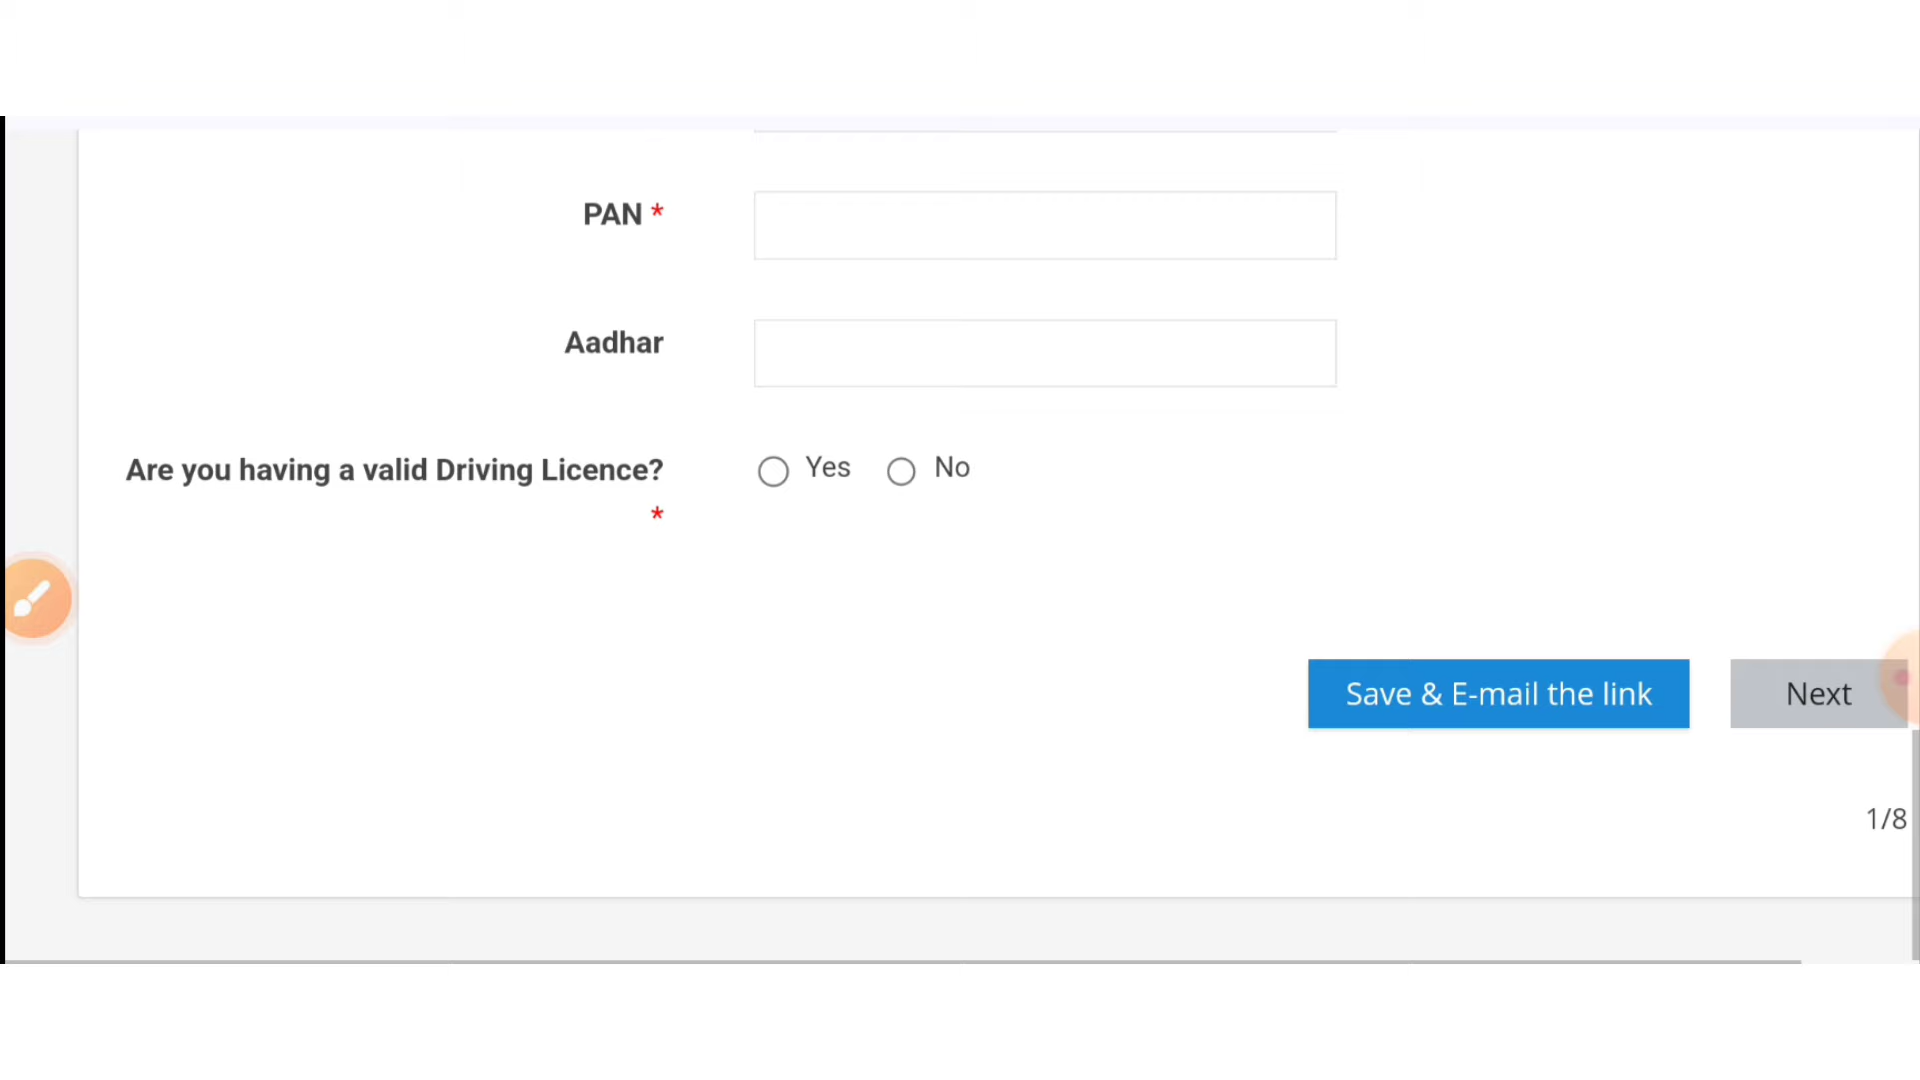 PAN *
Aadhar
Are you having a valid Driving Licence?
*
Yes No
Save & E-mail the link Next
1/8